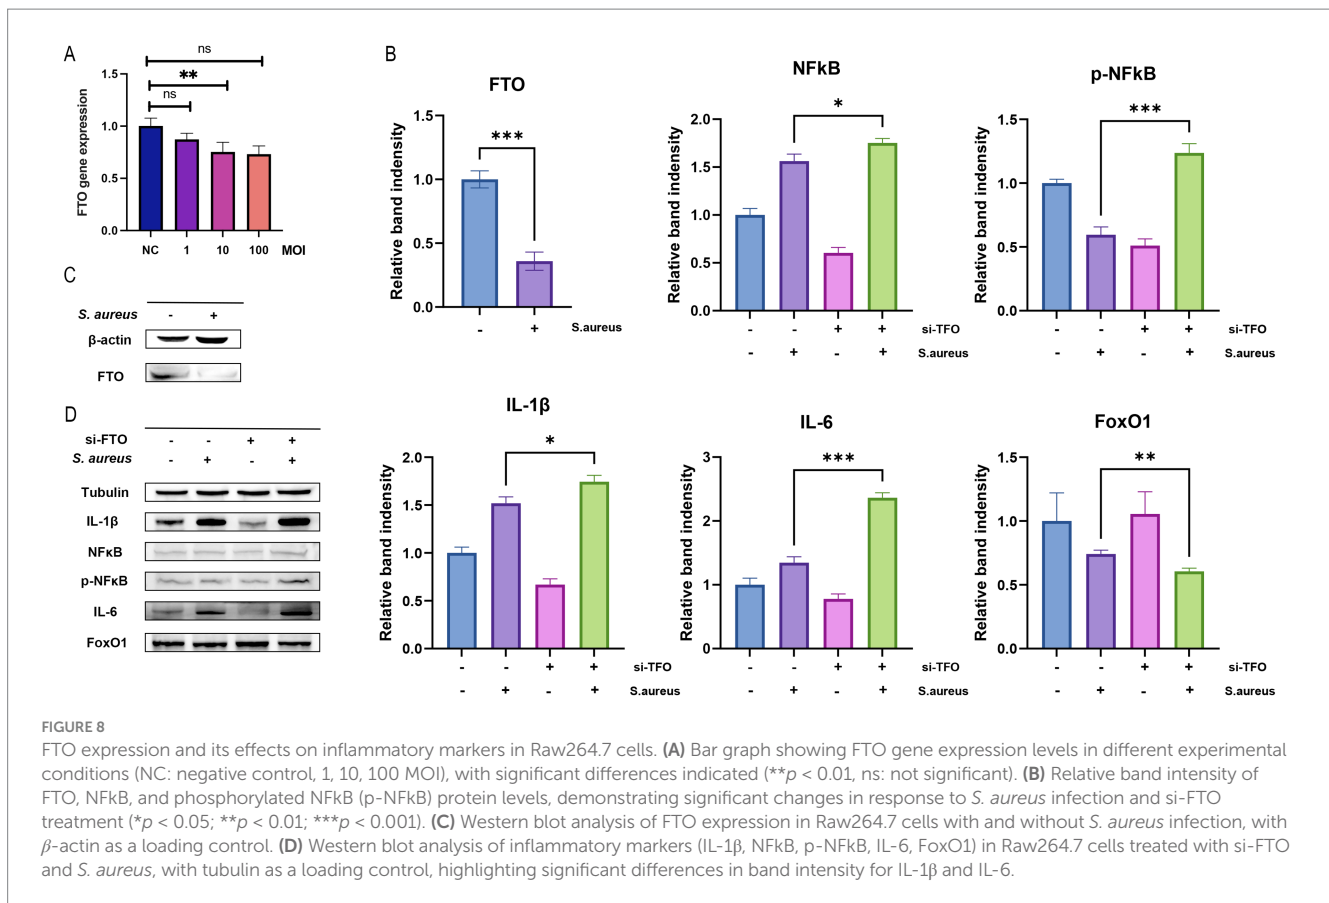 A
ns
**
ns
FTO gene expression
1.5
1.0
0.5
0.0
NC 1 10 100 MOI
B
FTO
Relative band indensity
1.5
1.0
0.5
0.0
***
- + S.aureus
NFkB
Relative band indensity
2.0
1.5
1.0
0.5
0.0
*
- - + + si-TFO
- + - + S.aureus
p-NFkB
Relative band indensity
1.5
1.0
0.5
0.0
***
- - + + si-TFO
- + - + S.aureus
C
S. aureus - +
β-actin
FTO
D
si-FTO - - + +
S. aureus - + - +
Tubulin
IL-1β
NFκB
p-NFκB
IL-6
FoxO1
IL-1β
Relative band indensity
2.0
1.5
1.0
0.5
0.0
*
- - + + si-TFO
- + - + S.aureus
IL-6
Relative band indensity
3
2
1
0
***
- - + + si-TFO
- + - + S.aureus
FoxO1
Relative band indensity
1.5
1.0
0.5
0.0
**
- - + + si-TFO
- + - + S.aureus
FIGURE 8
FTO expression and its effects on inflammatory markers in Raw264.7 cells. (A) Bar graph showing FTO gene expression levels in different experimental
conditions (NC: negative control, 1, 10, 100 MOI), with significant differences indicated (**p < 0.01, ns: not significant). (B) Relative band intensity of
FTO, NFkB, and phosphorylated NFkB (p-NFkB) protein levels, demonstrating significant changes in response to S. aureus infection and si-FTO
treatment (*p < 0.05; **p < 0.01; ***p < 0.001). (C) Western blot analysis of FTO expression in Raw264.7 cells with and without S. aureus infection, with
β-actin as a loading control. (D) Western blot analysis of inflammatory markers (IL-1β, NFkB, p-NFkB, IL-6, FoxO1) in Raw264.7 cells treated with si-FTO
and S. aureus, with tubulin as a loading control, highlighting significant differences in band intensity for IL-1β and IL-6.